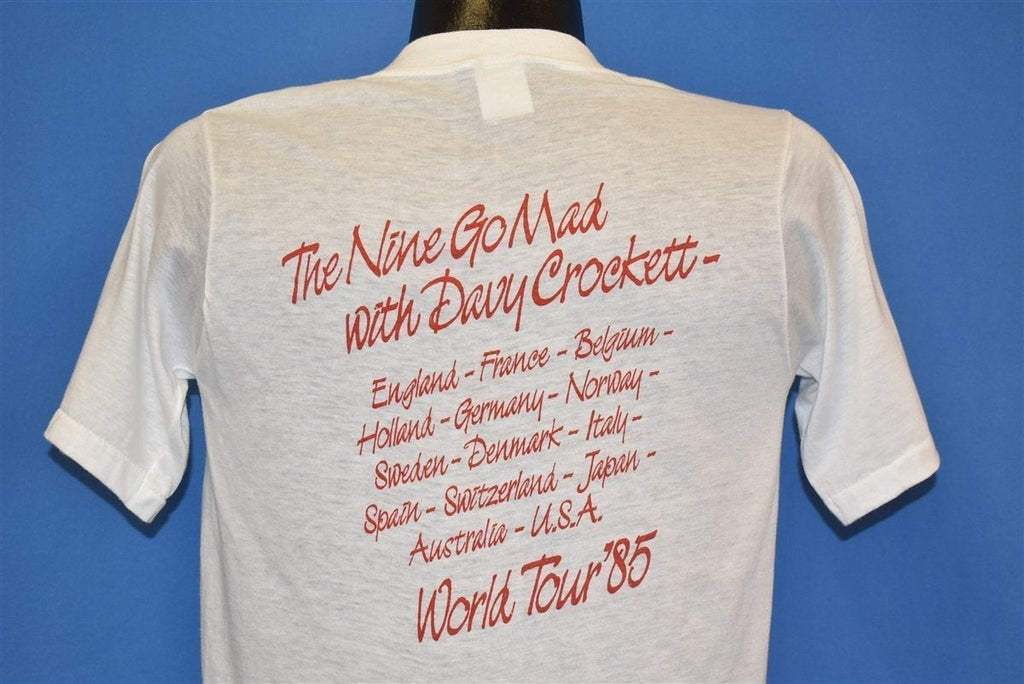 The Nine Go Mad
with Davy Crockett -
England - France - Belgium -
Holland - Germany - Norway -
Sweden - Denmark - Italy -
Spain - Switzerland - Japan -
Australia - U.S.A.
World Tour '85